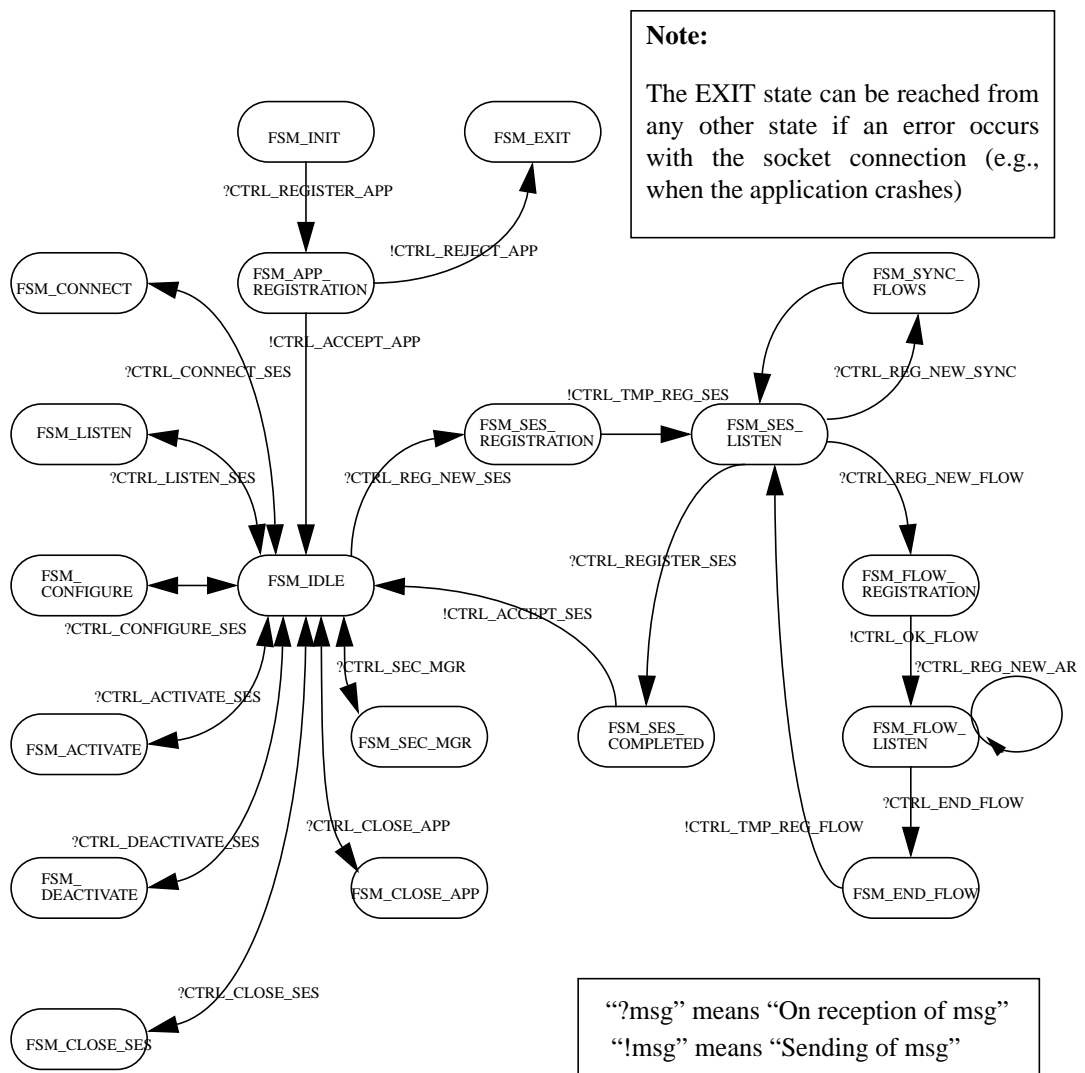 Note:
The EXIT state can be reached from
any other state if an error occurs
with the socket connection (e.g.,
when the application crashes)
FSM_INIT
FSM_EXIT
?CTRL_REGISTER_APP
!CTRL_REJECT_APP
FSM_APP_
REGISTRATION
FSM_CONNECT
FSM_SYNC_
FLOWS
!CTRL_ACCEPT_APP
?CTRL_CONNECT_SES
?CTRL_REG_NEW_SYNC
!CTRL_TMP_REG_SES
FSM_LISTEN
FSM_SES_
REGISTRATION
FSM_SES_
LISTEN
?CTRL_LISTEN_SES
?CTRL_REG_NEW_SES
?CTRL_REG_NEW_FLOW
?CTRL_REGISTER_SES
FSM_
CONFIGURE
FSM_IDLE
FSM_FLOW_
REGISTRATION
!CTRL_ACCEPT_SES
?CTRL_CONFIGURE_SES
!CTRL_OK_FLOW
?CTRL_SEC_MGR
?CTRL_REG_NEW_AR
?CTRL_ACTIVATE_SES
FSM_ACTIVATE
FSM_SEC_MGR
FSM_SES_
COMPLETED
FSM_FLOW_
LISTEN
?CTRL_END_FLOW
?CTRL_CLOSE_APP
!CTRL_TMP_REG_FLOW
?CTRL_DEACTIVATE_SES
FSM_
DEACTIVATE
FSM_CLOSE_APP
FSM_END_FLOW
?CTRL_CLOSE_SES
FSM_CLOSE_SES
“?msg” means “On reception of msg”
“!msg” means “Sending of msg”